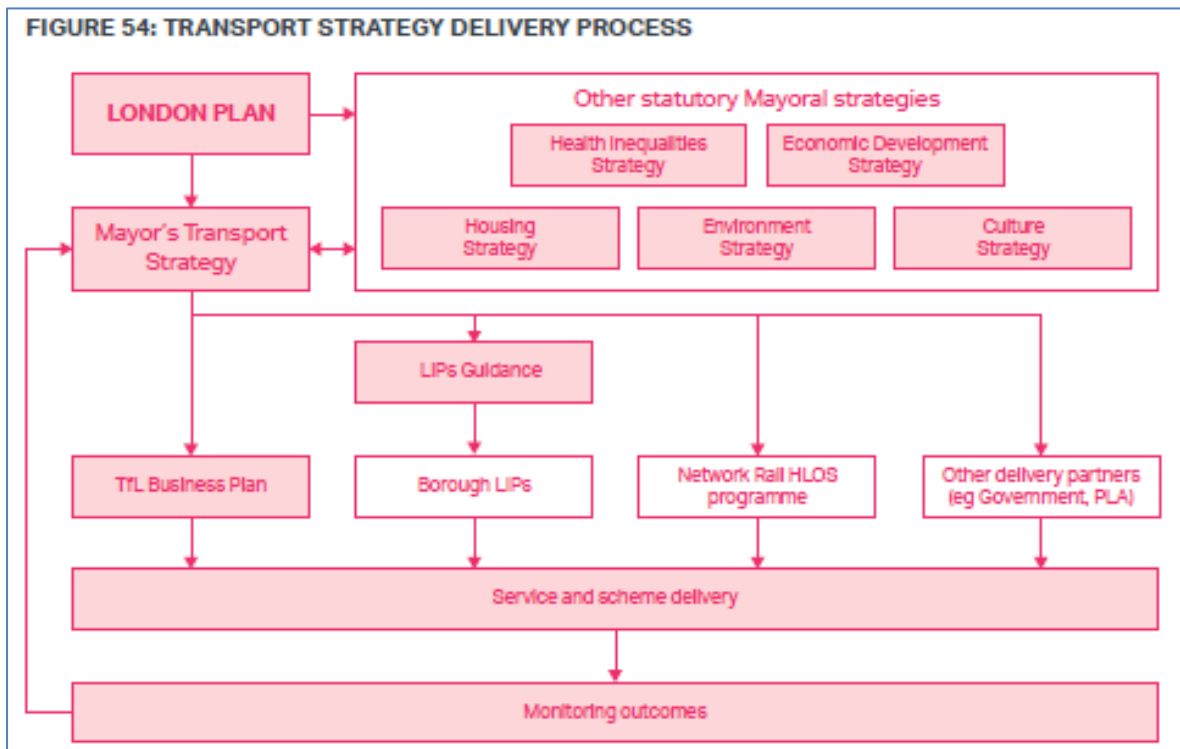 FIGURE 54: TRANSPORT STRATEGY DELIVERY PROCESS
LONDON PLAN
Other statutory Mayoral strategies
Health Inequalities
Strategy
Economic Development
Strategy
Mayor's Transport
Strategy
Housing
Strategy
Environment
Strategy
Culture
Strategy
LIPs Guidance
TfL Business Plan
Borough LIPs
Network Rail HLOS
programme
Other delivery partners
(eg Government, PLA)
Service and scheme delivery
Monitoring outcomes